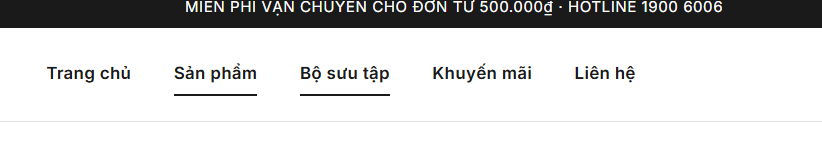 MIỄN PHÍ VẬN CHUYỂN CHO ĐƠN TỪ 500.000₫ · HOTLINE 1900 6006
Trang chủ Sản phẩm Bộ sưu tập Khuyến mãi Liên hệ